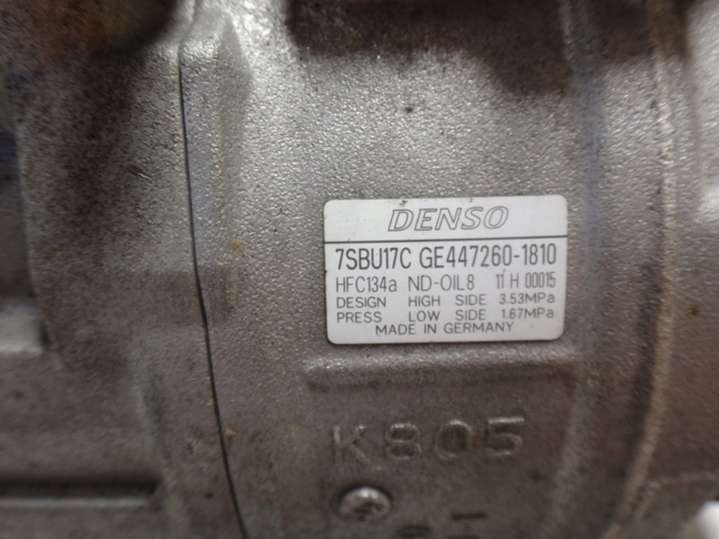 DENSO
7SBU17C GE447260-1810
HFC134a ND-OIL8 11 H 00015
DESIGN HIGH SIDE 3.53MPa
PRESS LOW SIDE 1.67MPa
MADE IN GERMANY
K805